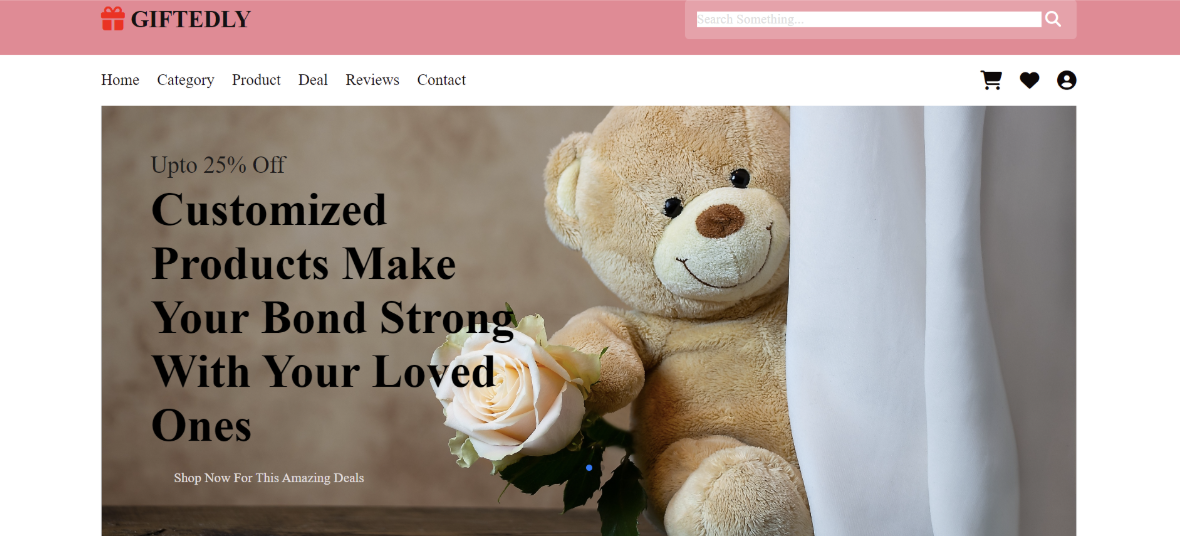 GIFTEDLY
Search Something...
Home Category Product Deal Reviews Contact
Upto 25% Off
Customized
Products Make
Your Bond Strong
With Your Loved
Ones
Shop Now For This Amazing Deals